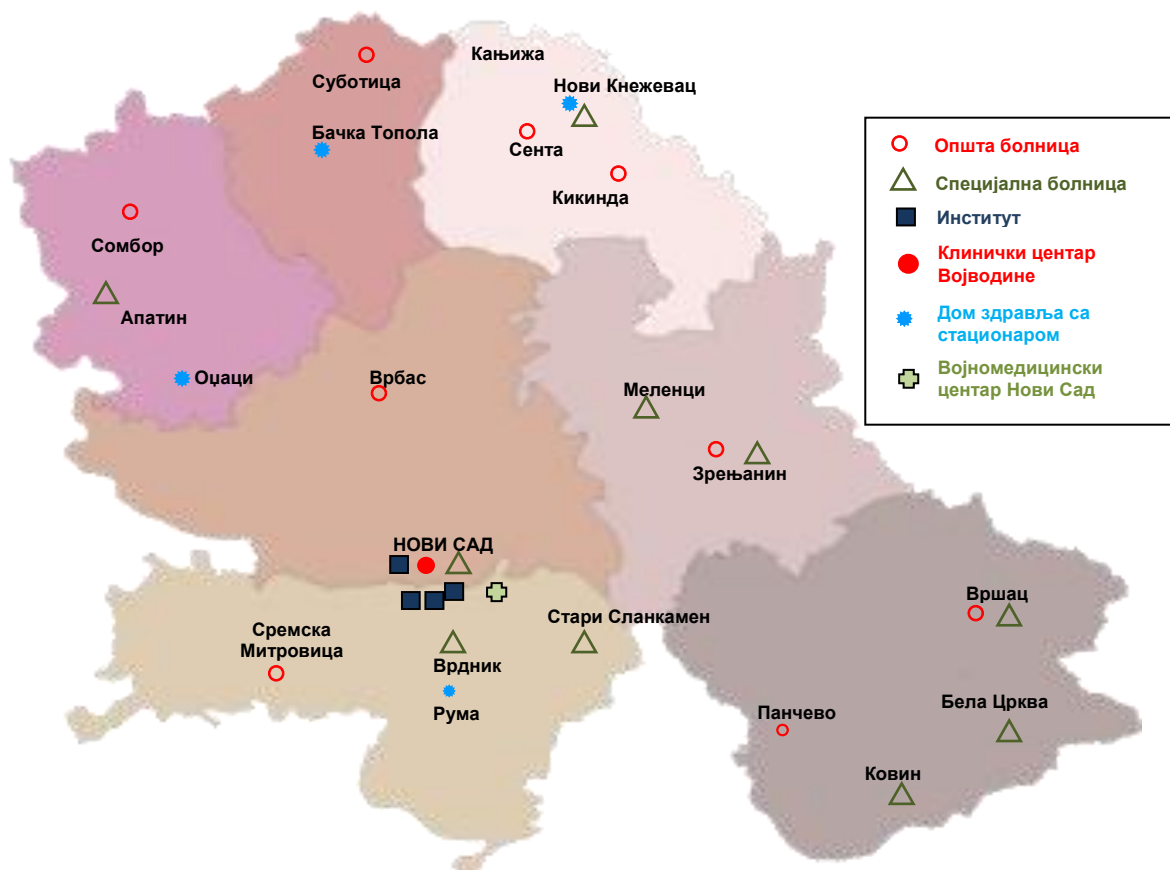 Кањижа
Суботица
Нови Кнежевац
Бачка Топола
Сента
Кикинда
Сомбор
Апатин
Оџаци
Врбас
Меленци
Зрењанин
НОВИ САД
Стари Сланкамен
Вршац
Сремска
Митровица
Врдник
Рума
Панчево
Бела Црква
Ковин
Општа болница
Специјална болница
Институт
Клинички центар
Војводине
Дом здравља са
стационаром
Војномедицински
центар Нови Сад